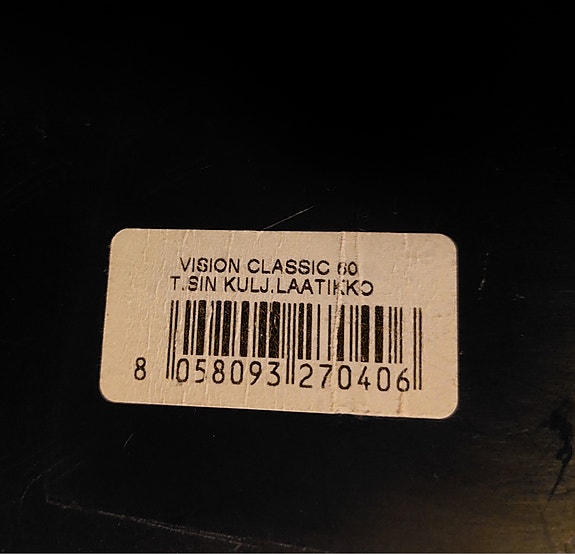 VISION CLASSIC 60
T.SIN KULJ.LAATIKKO
8 058093 270406